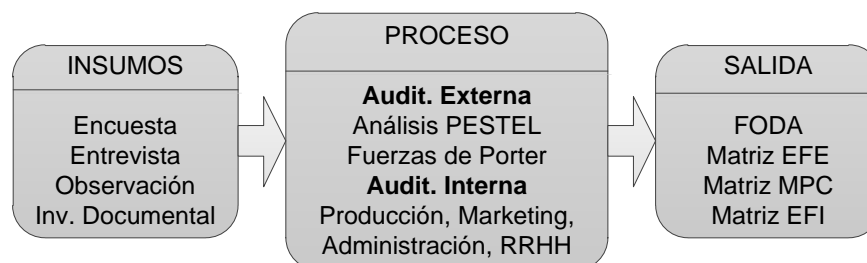 INSUMOS
Encuesta
Entrevista
Observación
Inv. Documental
PROCESO
Audit. Externa
Análisis PESTEL
Fuerzas de Porter
Audit. Interna
Producción, Marketing,
Administración, RRHH
SALIDA
FODA
Matriz EFE
Matriz MPC
Matriz EFI